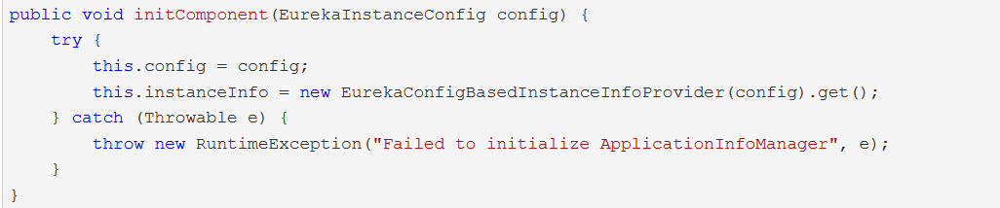 public void initComponent(EurekaInstanceConfig config) {
    try {
        this.config = config;
        this.instanceInfo = new EurekaConfigBasedInstanceInfoProvider(config).get();
    } catch (Throwable e) {
        throw new RuntimeException("Failed to initialize ApplicationInfoManager", e);
    }
}